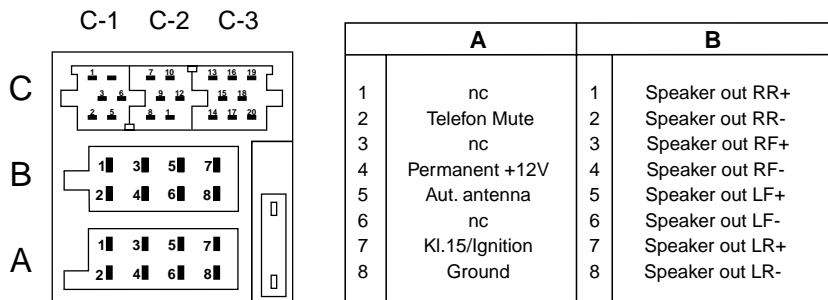 C-1 C-2 C-3
C
1 7 10 13 16 19
3 6 9 12 15 18
2 5 8 1 14 17 20
B
1 3 5 7
2 4 6 8
A
1 3 5 7
2 4 6 8
A B
1 nc 1 Speaker out RR+
2 Telefon Mute 2 Speaker out RR-
3 nc 3 Speaker out RF+
4 Permanent +12V 4 Speaker out RF-
5 Aut. antenna 5 Speaker out LF+
6 nc 6 Speaker out LF-
7 Kl.15/Ignition 7 Speaker out LR+
8 Ground 8 Speaker out LR-